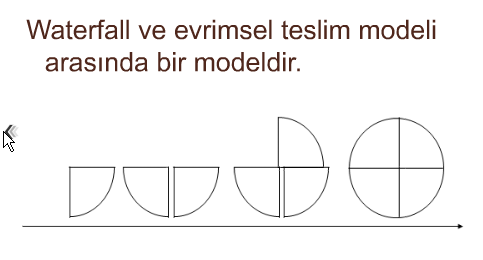 Waterfall ve evrimsel teslim modeli
arasında bir modeldir.